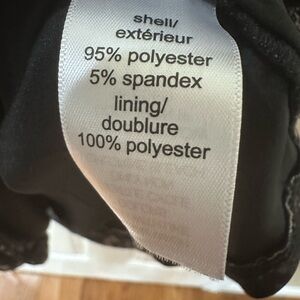 shell/
extérieur
95% polyester
5% spandex
lining/
doublure
100% polyester